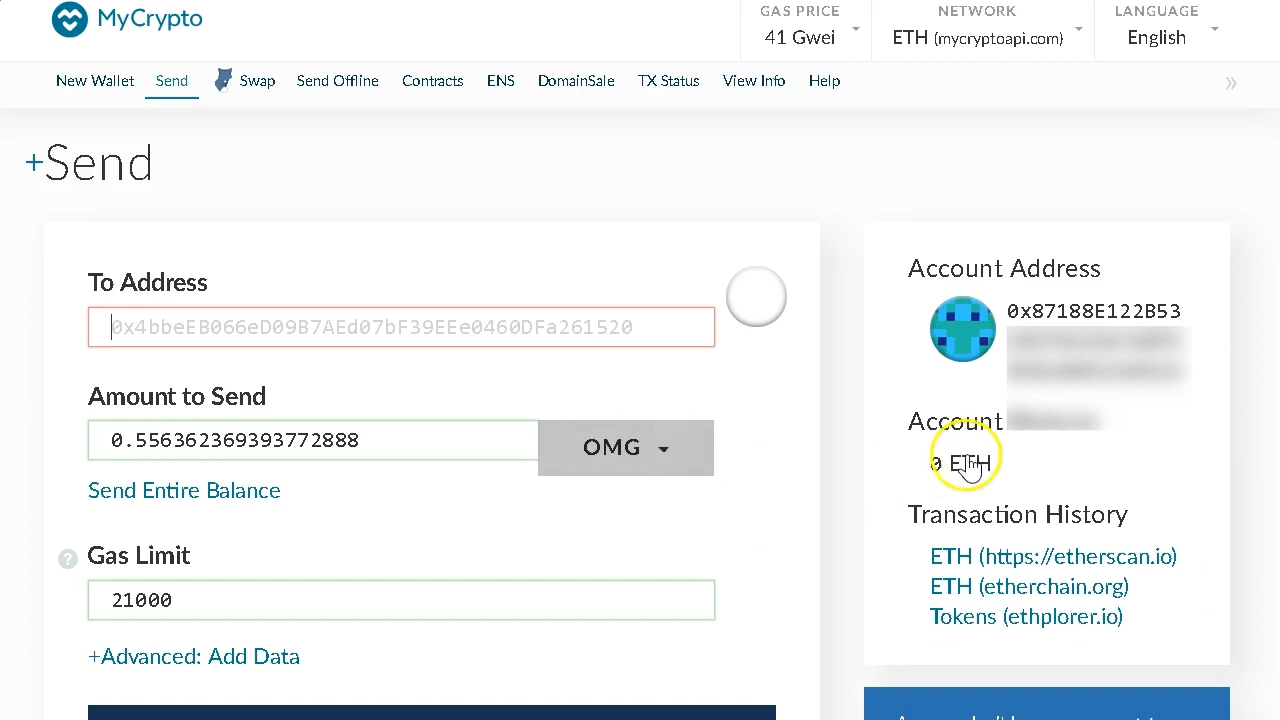 MyCrypto
GAS PRICE
41 Gwei
NETWORK
ETH (mycryptoapi.com)
LANGUAGE
English
New Wallet
Send
Swap
Send Offline
Contracts
ENS
DomainSale
TX Status
View Info
Help
»
+Send
To Address
0x4bbeEB066eD09B7AEd07bF39EEe0460DFa261520
Amount to Send
0.556362369393772888
OMG
Send Entire Balance
? Gas Limit
21000
+Advanced: Add Data
Account Address
0x87188E122B53
Account
0 ETH
Transaction History
ETH (https://etherscan.io)
ETH (etherchain.org)
Tokens (ethplorer.io)